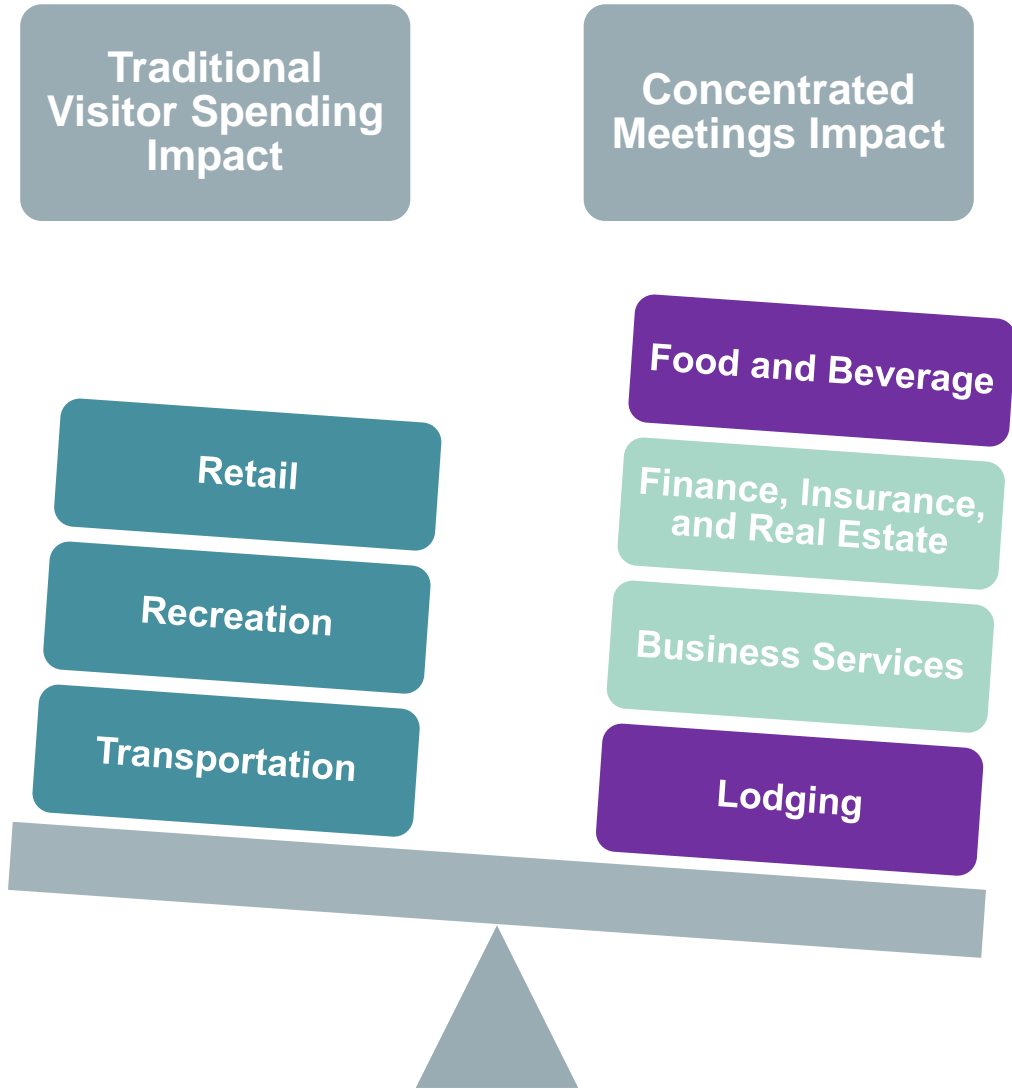 Traditional
Visitor Spending
Impact
Concentrated
Meetings Impact
Retail
Recreation
Transportation
Food and Beverage
Finance, Insurance,
and Real Estate
Business Services
Lodging